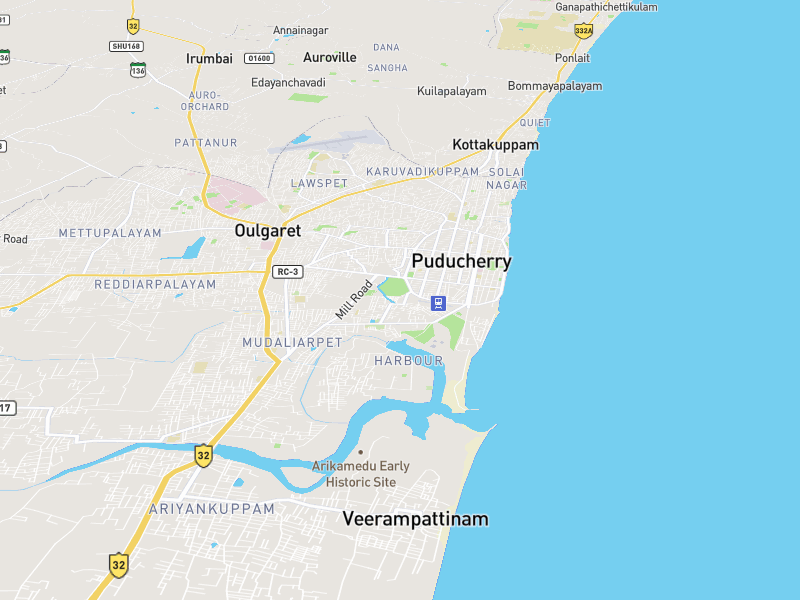 Ganapathichettikulam
32
332A
Annainagar
SHU168
DANA
SANGHA
Irumbai
O1600
Auroville
Ponlait
136
136
Edayanchavadi
Kuilapalayam
Bommayapalayam
AURO-
ORCHARD
QUIET
PATTANUR
Kottakuppam
KARUVADIKUPPAM
SOLAI
NAGAR
LAWSPET
METTUPALAYAM
Oulgaret
Road
Puducherry
RC-3
REDDIARPALAYAM
Mill Road
MUDALIARPET
HARBOUR
17
32
Arikamedu Early
Historic Site
ARIYANKUPPAM
Veerampattinam
32